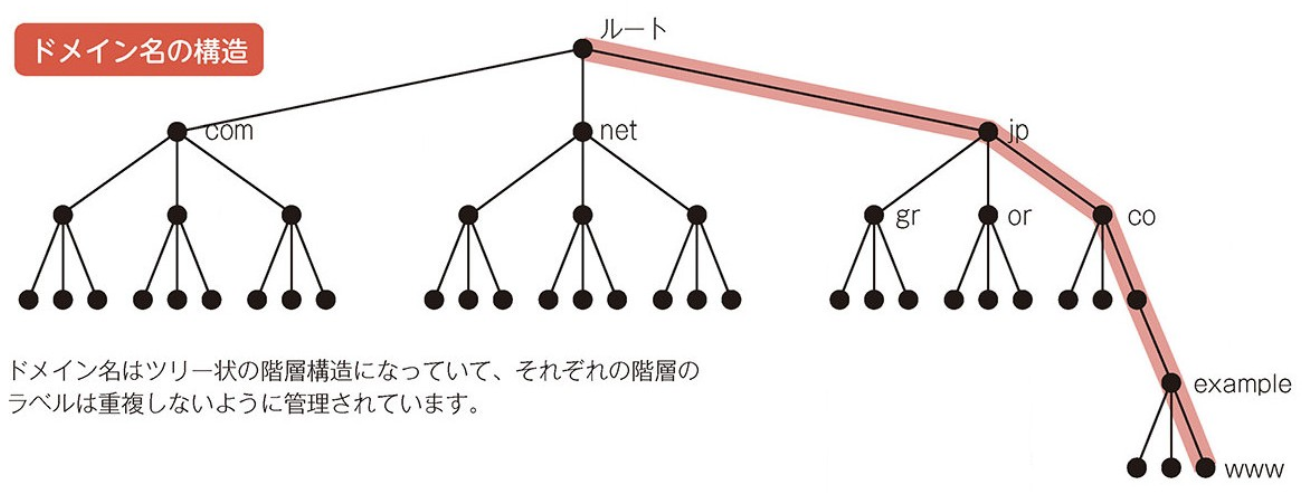 ドメイン名の構造
ルート
com
net
jp
gr
or
co
example
www
ドメイン名はツリー状の階層構造になっていて、それぞれの階層の
ラベルは重複しないように管理されています。